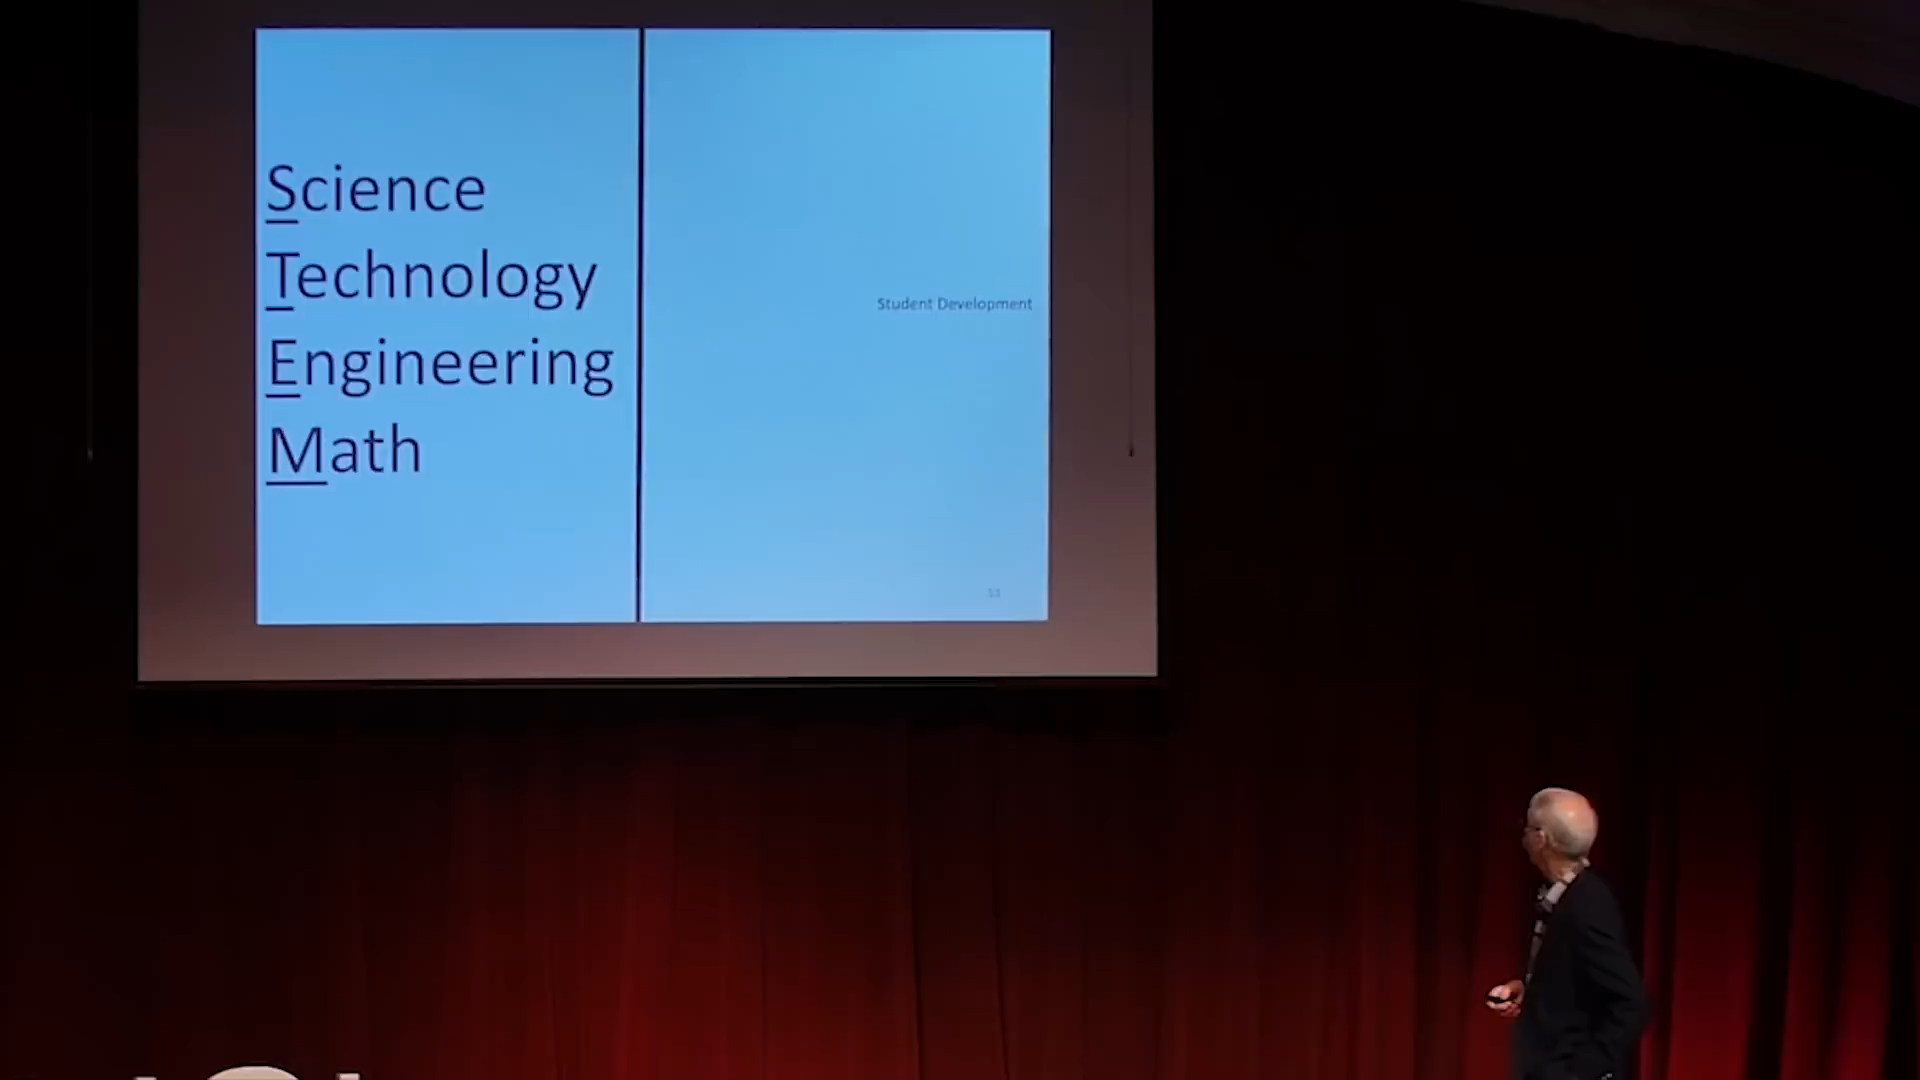 Science
Technology
Engineering
Math
Student Development